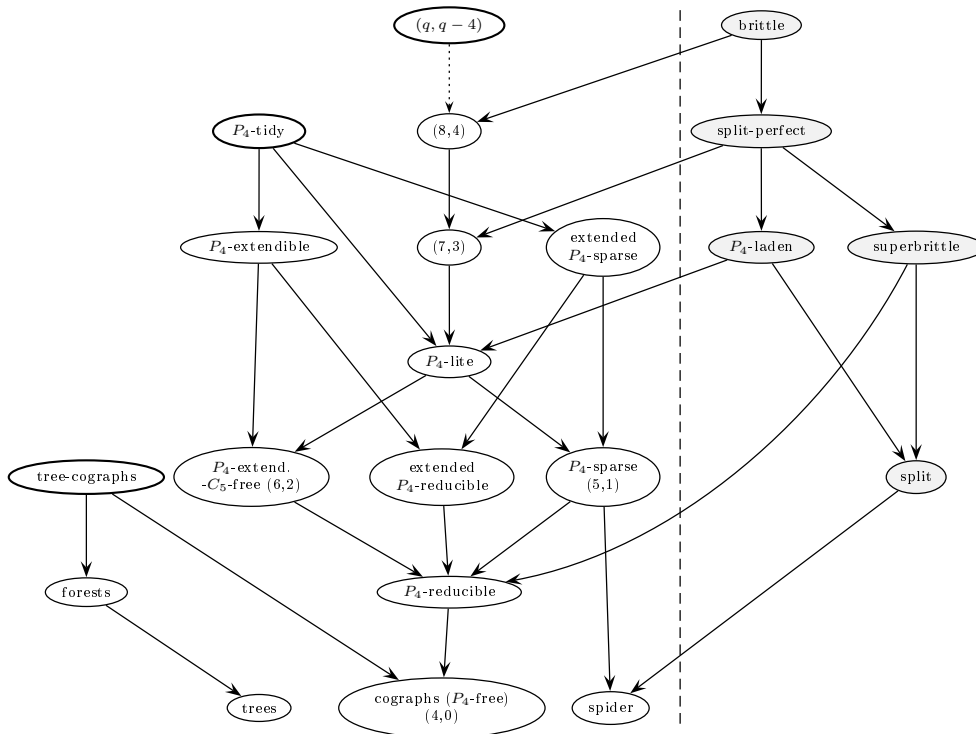 (q, q − 4)
brittle
P₄-tidy
(8,4)
split-perfect
P₄-extendible
(7,3)
extended
P₄-sparse
P₄-laden
superbrittle
P₄-lite
tree-cographs
P₄-extend.
-C₅-free (6,2)
extended
P₄-reducible
P₄-sparse
(5,1)
split
forests
P₄-reducible
trees
cographs (P₄-free)
(4,0)
spider